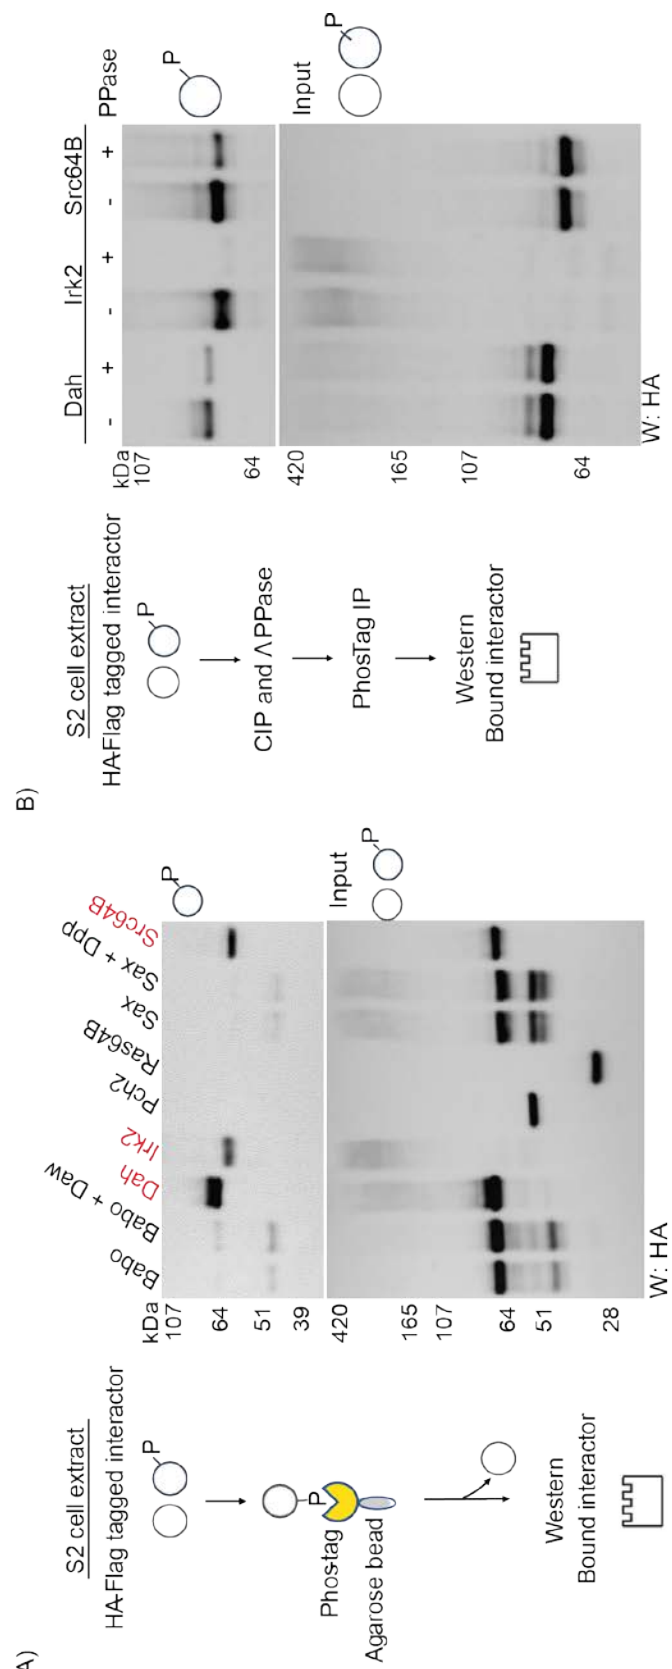 A)
S2 cell extract
HA-Flag tagged interactor
P
P
Phos-tag
Agarose bead
Western
Bound interactor
Babo
Babo + Daw
Dah
Irk2
Pch2
Ras64B
Sax
Sax + Dpp
Src64B
kDa
107
64
51
39
P
420
165
107
64
51
28
Input
P
W: HA
B)
S2 cell extract
HA-Flag tagged interactor
P
CIP and ΛPPase
PhosTag IP
Western
Bound interactor
Dah Irk2 Src64B
- + - + - + PPase
kDa
107
64
P
420
165
107
64
Input
P
W: HA